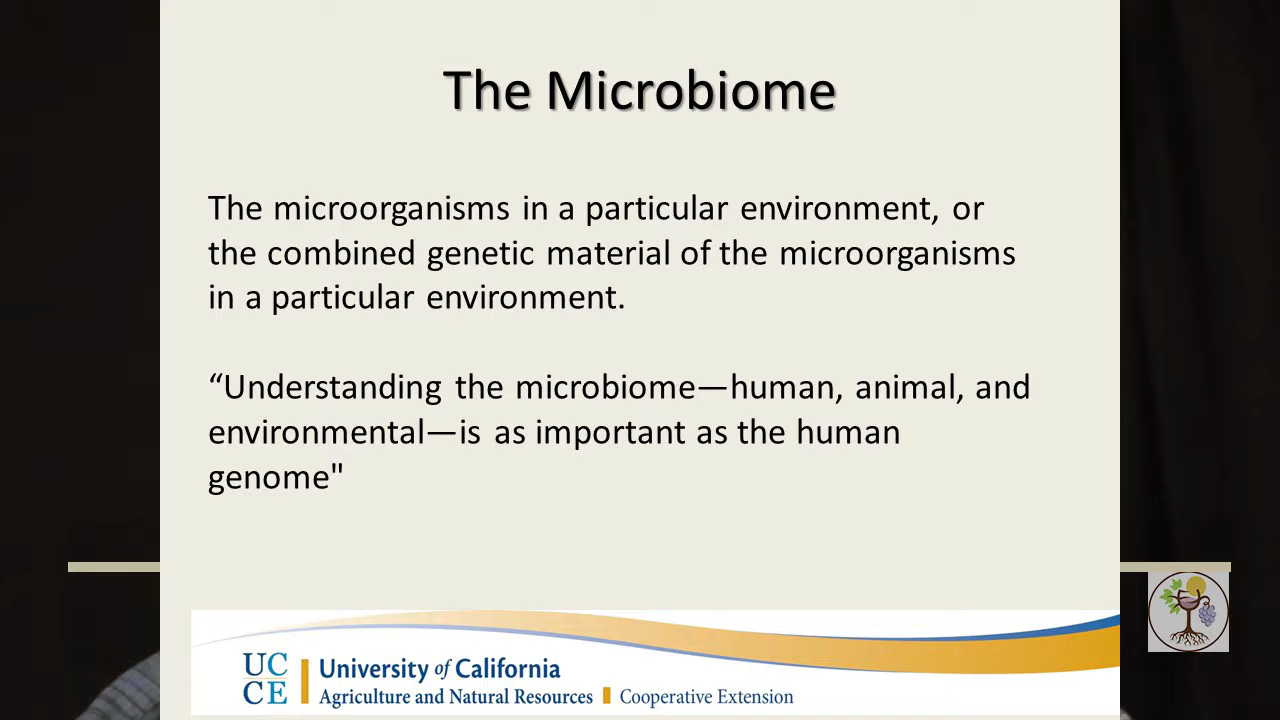 The Microbiome
The microorganisms in a particular environment, or
the combined genetic material of the microorganisms
in a particular environment.
“Understanding the microbiome—human, animal, and
environmental—is as important as the human
genome"
UC
CE
University of California
Agriculture and Natural Resources
Cooperative Extension